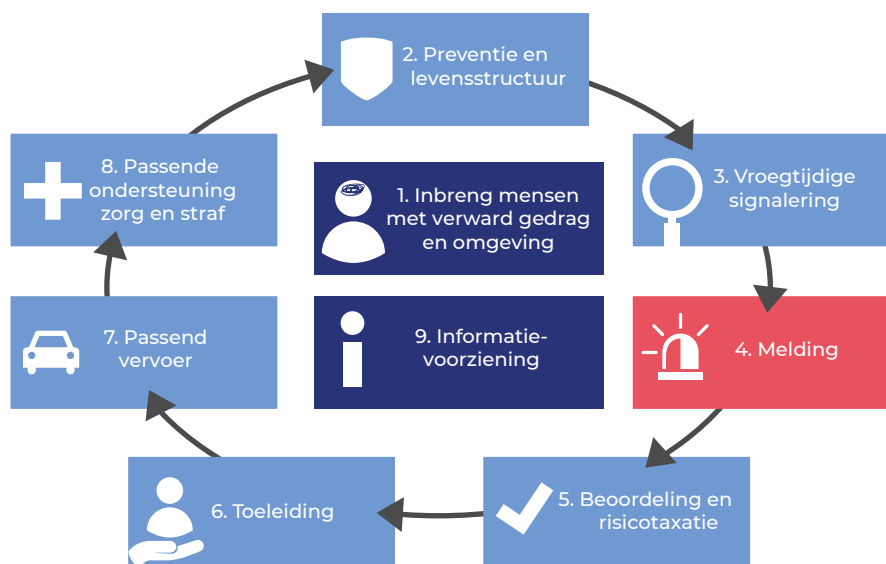 2. Preventie en
levensstructuur
8. Passende
ondersteuning
zorg en straf
1. Inbreng mensen
met verward gedrag
en omgeving
3. Vroegtijdige
signalering
7. Passend
vervoer
9. Informatie-
voorziening
4. Melding
6. Toeleiding
5. Beoordeling en
risicotaxatie